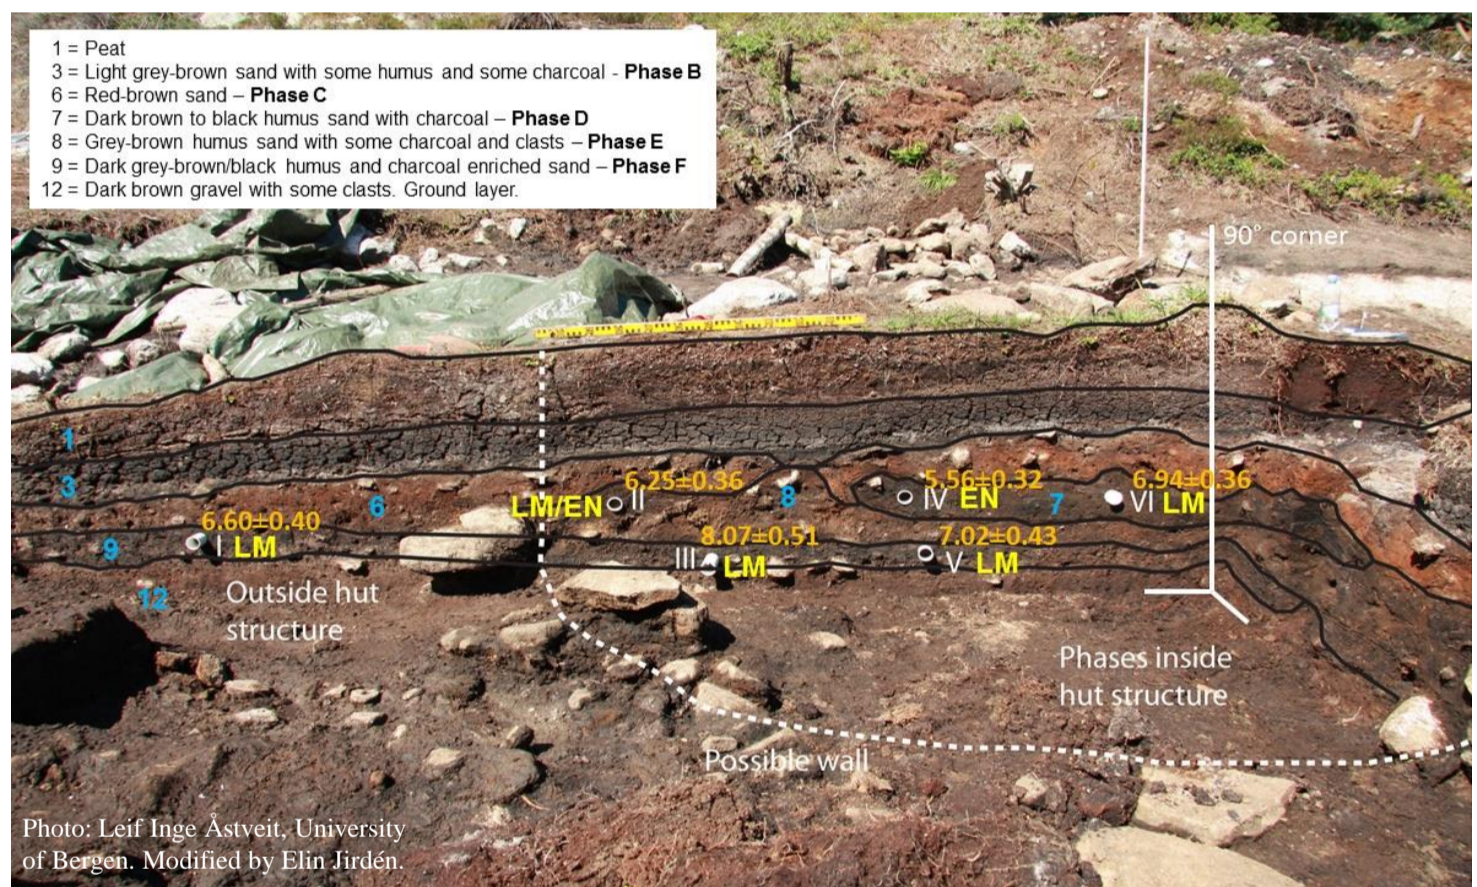 1 = Peat
3 = Light grey-brown sand with some humus and some charcoal - Phase B
6 = Red-brown sand – Phase C
7 = Dark brown to black humus sand with charcoal – Phase D
8 = Grey-brown humus sand with some charcoal and clasts – Phase E
9 = Dark grey-brown/black humus and charcoal enriched sand – Phase F
12 = Dark brown gravel with some clasts. Ground layer.
90° corner
1
3
6
6.25±0.36
LM/EN II
8
5.56±0.32
IV EN
7
6.94±0.36
VI LM
6.60±0.40
I LM
9
8.07±0.51
III LM
7.02±0.43
V LM
12
Outside hut
structure
Phases inside
hut structure
Possible wall
Photo: Leif Inge Åstveit, University
of Bergen. Modified by Elin Jirdén.